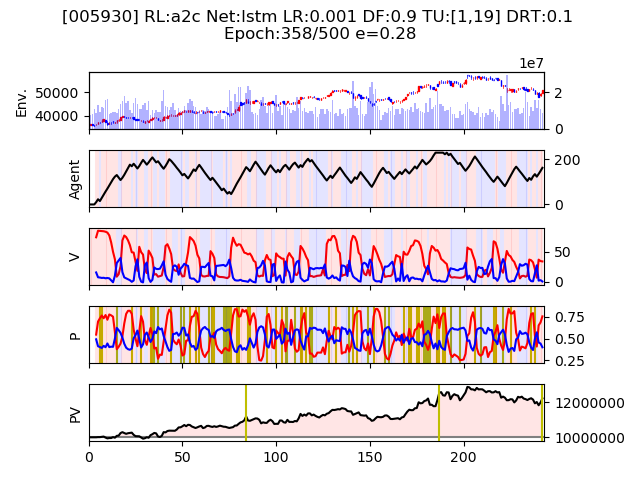 [005930] RL:a2c Net:lstm LR:0.001 DF:0.9 TU:[1,19] DRT:0.1
Epoch:358/500 e=0.28
1e7
Env.
50000
40000
2
0
Agent
200
0
V
50
0
P
0.75
0.50
0.25
PV
12000000
10000000
0
50
100
150
200